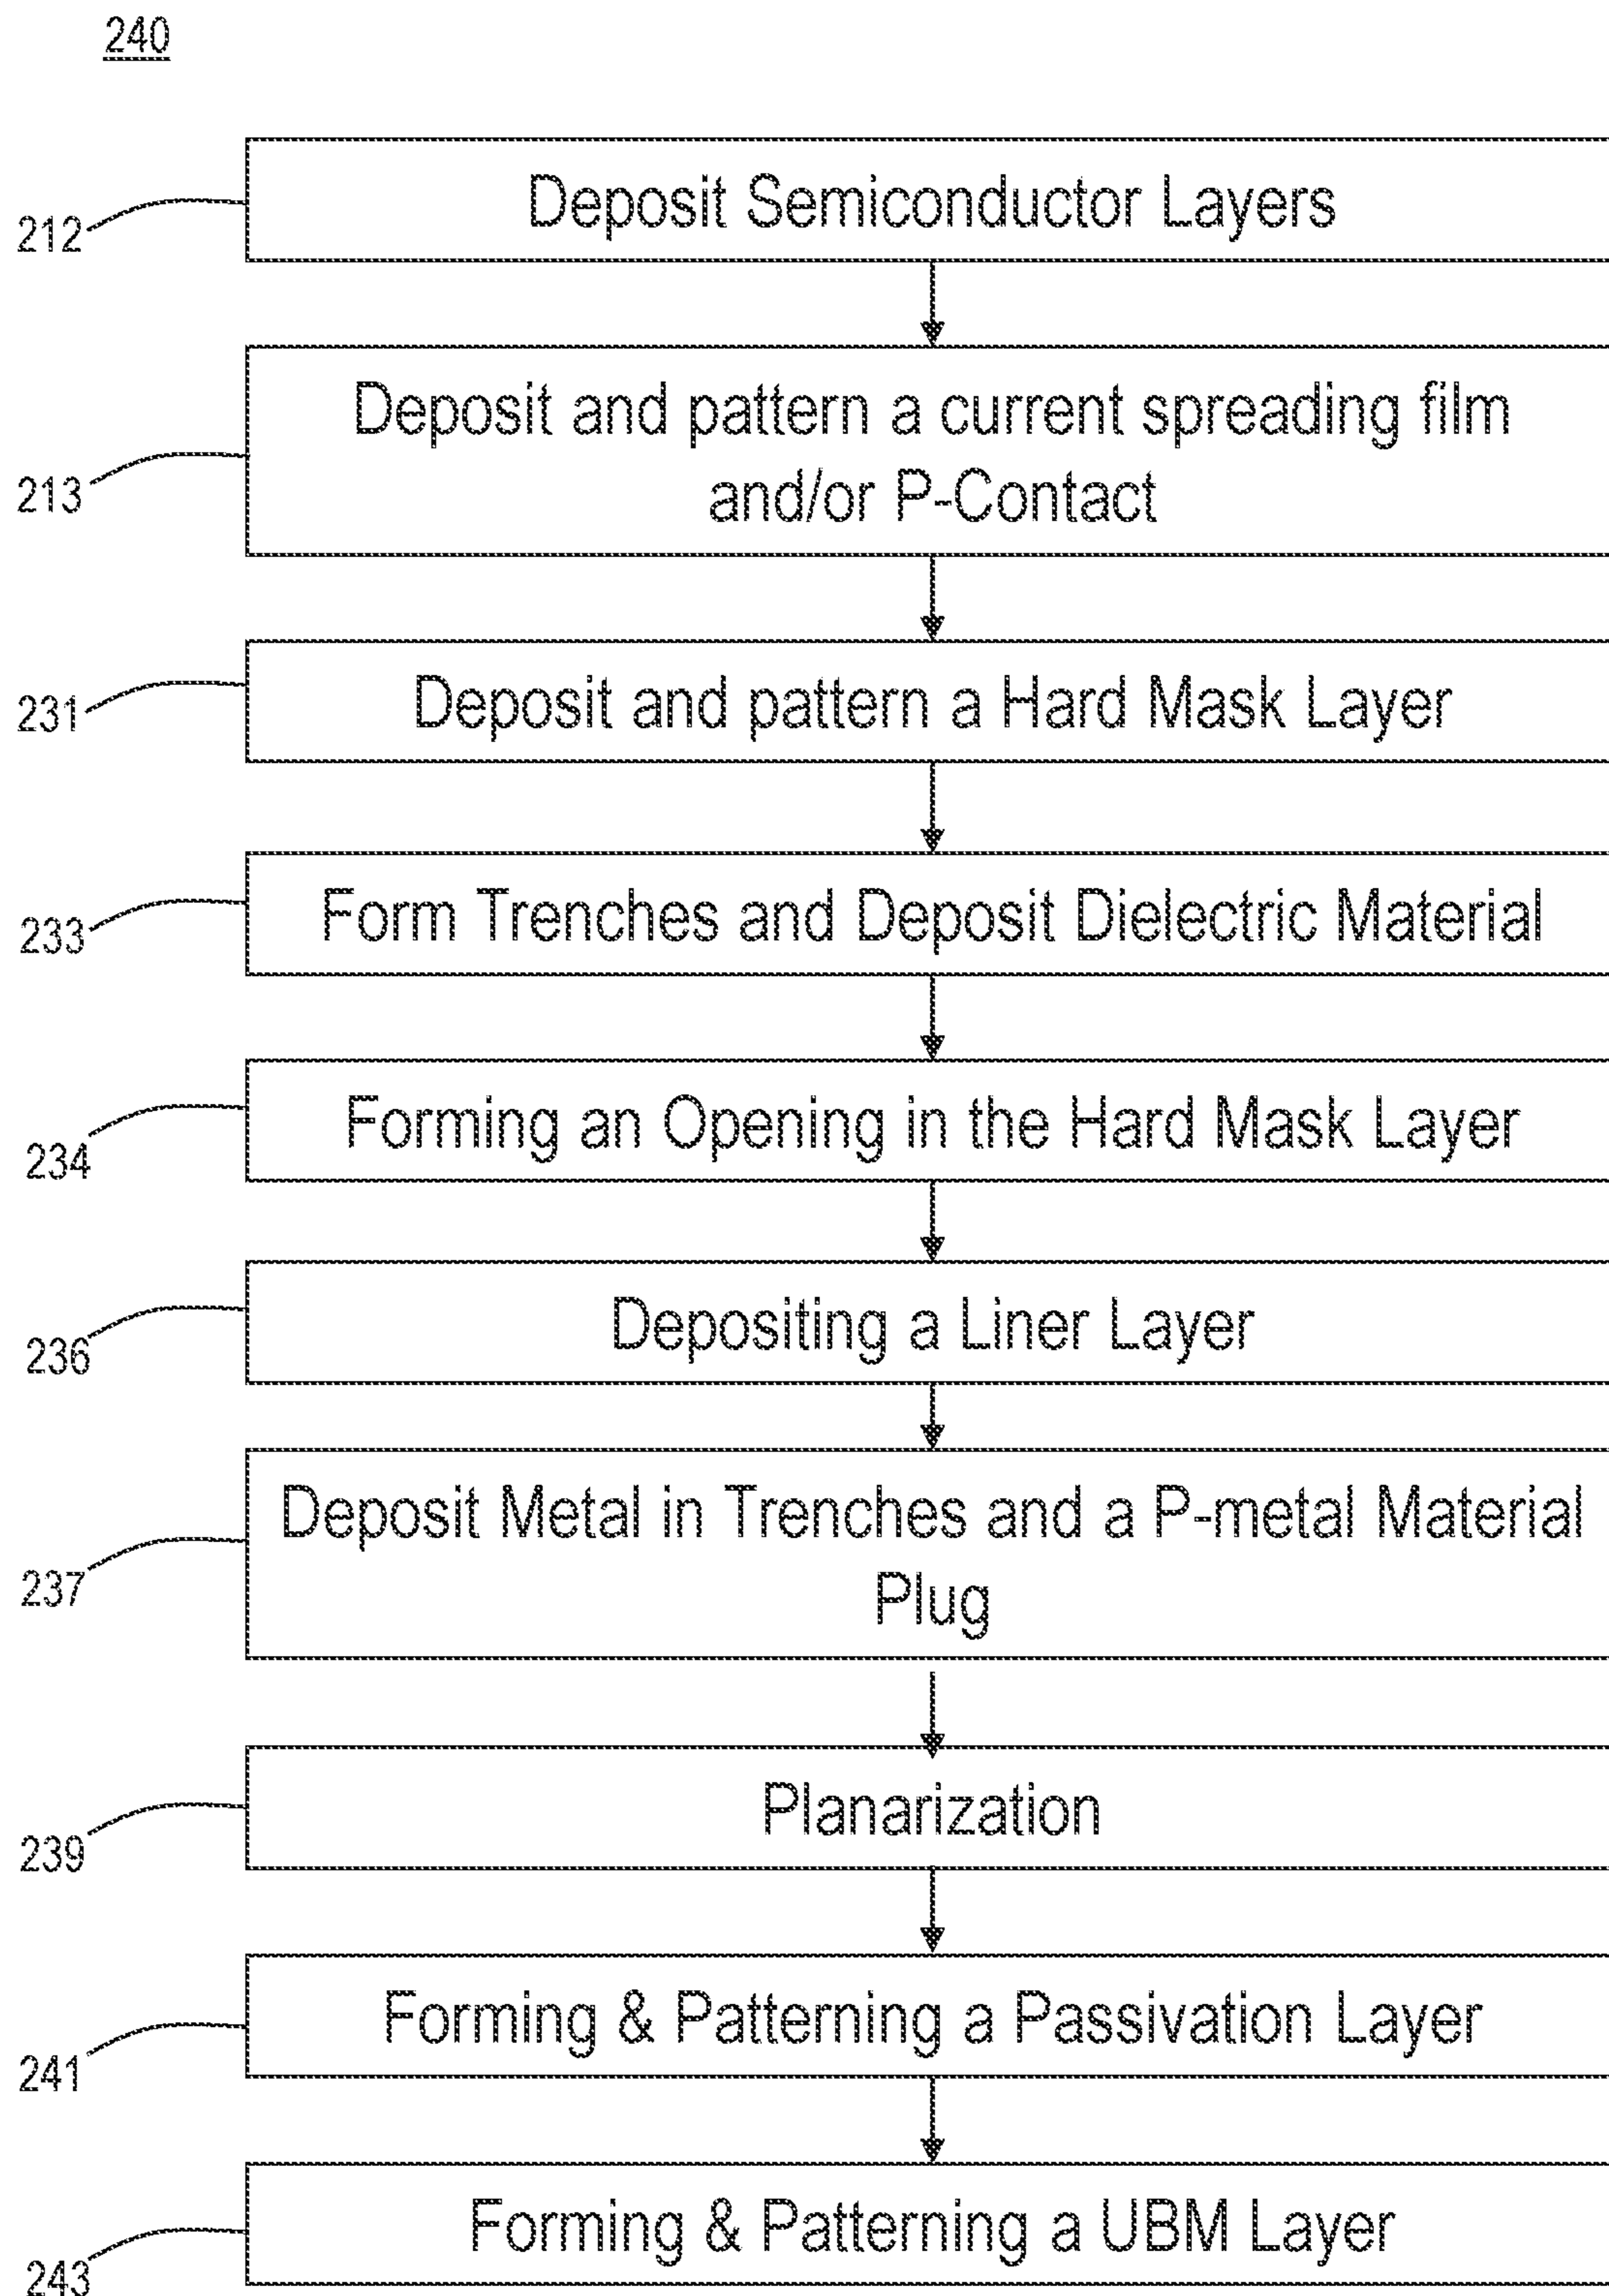 240
212
Deposit Semiconductor Layers
213
Deposit and pattern a current spreading film
and/or P-Contact
231
Deposit and pattern a Hard Mask Layer
233
Form Trenches and Deposit Dielectric Material
234
Forming an Opening in the Hard Mask Layer
236
Depositing a Liner Layer
237
Deposit Metal in Trenches and a P-metal Material
Plug
239
Planarization
241
Forming & Patterning a Passivation Layer
243
Forming & Patterning a UBM Layer